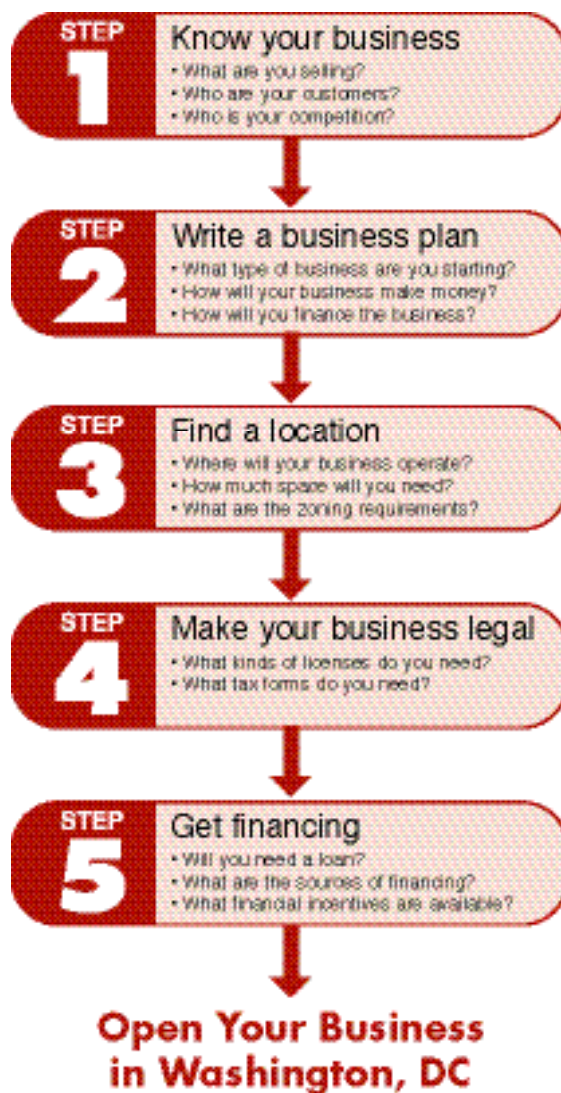 STEP
1
Know your business
• What are you selling?
• Who are your customers?
• Who is your competition?
STEP
2
Write a business plan
• What type of business are you starting?
• How will your business make money?
• How will you finance the business?
STEP
3
Find a location
• Where will your business operate?
• How much space will you need?
• What are the zoning requirements?
STEP
4
Make your business legal
• What kinds of licenses do you need?
• What tax forms do you need?
STEP
5
Get financing
• Will you need a loan?
• What are the sources of financing?
• What financial incentives are available?
Open Your Business
in Washington, DC